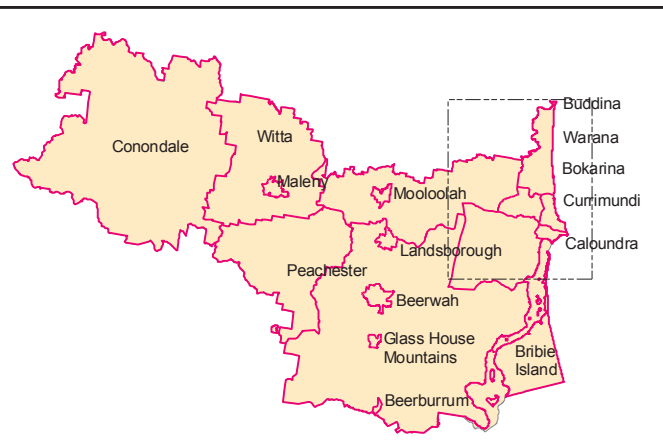 Buddina
Warana
Witta
Conondale
Bokarina
Maleny
Mooloolah
Currimundi
Caloundra
Landsborough
Peachester
Beerwah
Glass House
Mountains
Bribie
Island
Beerburrum